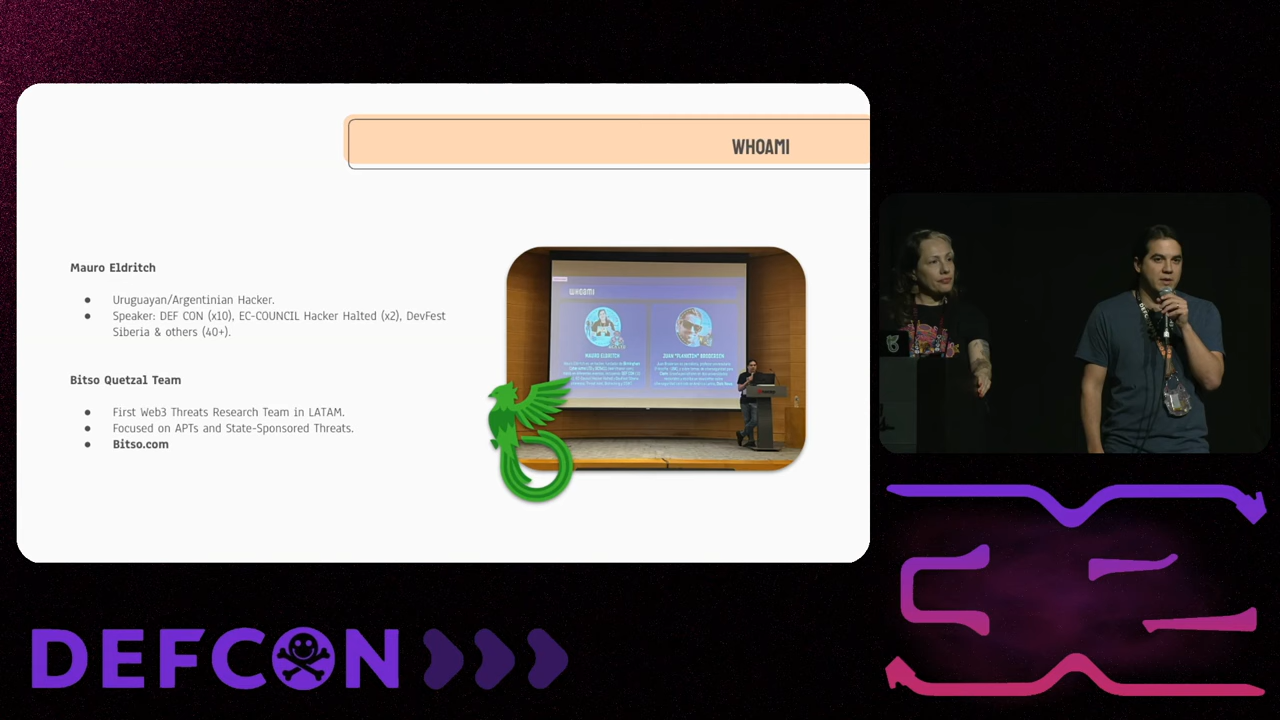 WHOAMI
Mauro Eldritch
● Uruguayan/Argentinian Hacker.
● Speaker: DEF CON (x10), EC-COUNCIL Hacker Halted (x2), DevFest
Siberia & others (40+).
Bitso Quetzal Team
● First Web3 Threats Research Team in LATAM.
● Focused on APTs and State-Sponsored Threats.
● Bitso.com
WHOAMI
MAURO ELDRITCH
DEFCON